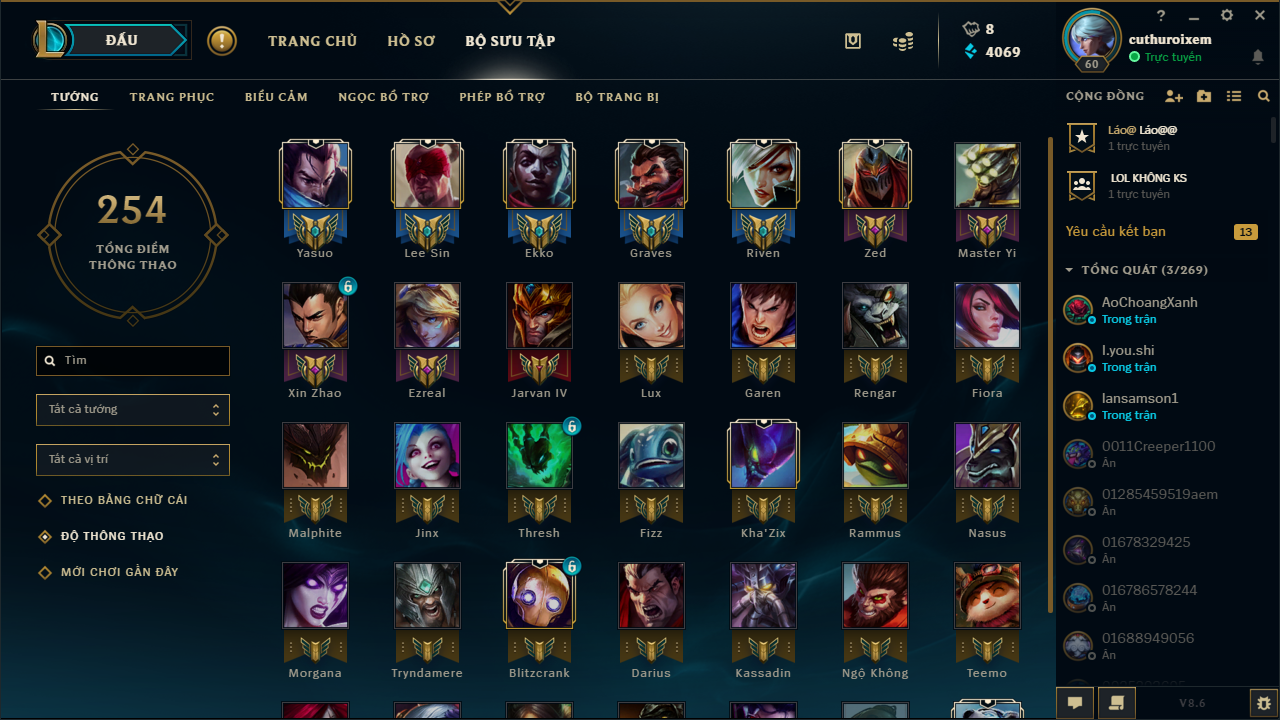 ĐẤU
!
TRANG CHỦ
HỒ SƠ
BỘ SƯU TẬP
8
4069
60
?
cuthuroixem
Trực tuyến
TƯỚNG
TRANG PHỤC
BIỂU CẢM
NGỌC BỔ TRỢ
PHÉP BỔ TRỢ
BỘ TRANG BỊ
254
TỔNG ĐIỂM
THÔNG THẠO
Tìm
Tất cả tướng
Tất cả vị trí
THEO BẢNG CHỮ CÁI
ĐỘ THÔNG THẠO
MỚI CHƠI GẦN ĐÂY
Yasuo
Lee Sin
Ekko
Graves
Riven
Zed
Master Yi
6
Xin Zhao
Ezreal
Jarvan IV
Lux
Garen
Rengar
Fiora
6
Malphite
Jinx
Thresh
Fizz
Kha'Zix
Rammus
Nasus
6
Morgana
Tryndamere
Blitzcrank
Darius
Kassadin
Ngộ Không
Teemo
CỘNG ĐỒNG
Láo@ Láo@@
1 trực tuyến
LOL KHÔNG KS
1 trực tuyến
Yêu cầu kết bạn
13
TỔNG QUÁT (3/269)
AoChoangXanh
Trong trận
I.you.shi
Trong trận
lansamson1
Trong trận
0011Creeper1100
Ẩn
01285459519aem
Ẩn
01678329425
Ẩn
016786578244
Ẩn
01688949056
Ẩn
V8.6